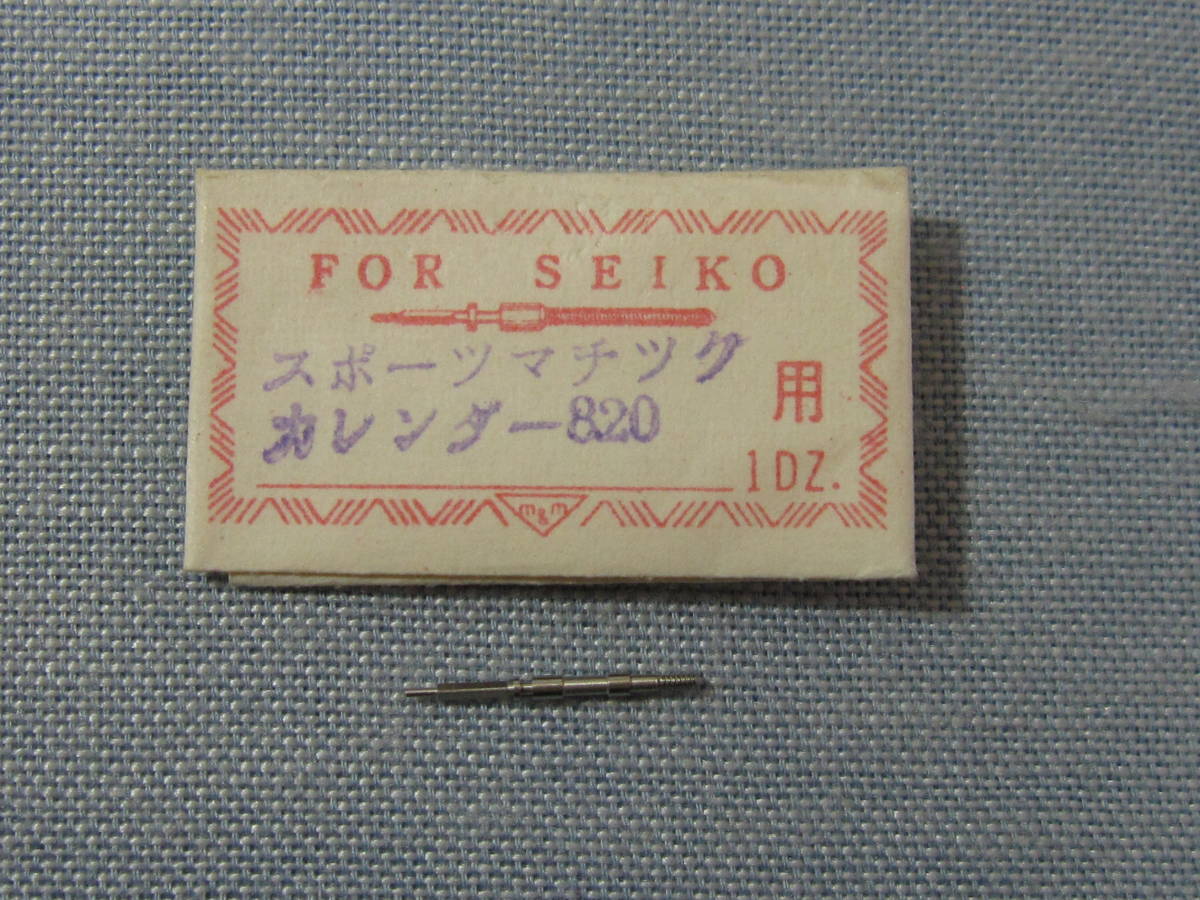 FOR SEIKO
スポーツマチツク
カレンダー820
用
1DZ.
m&m